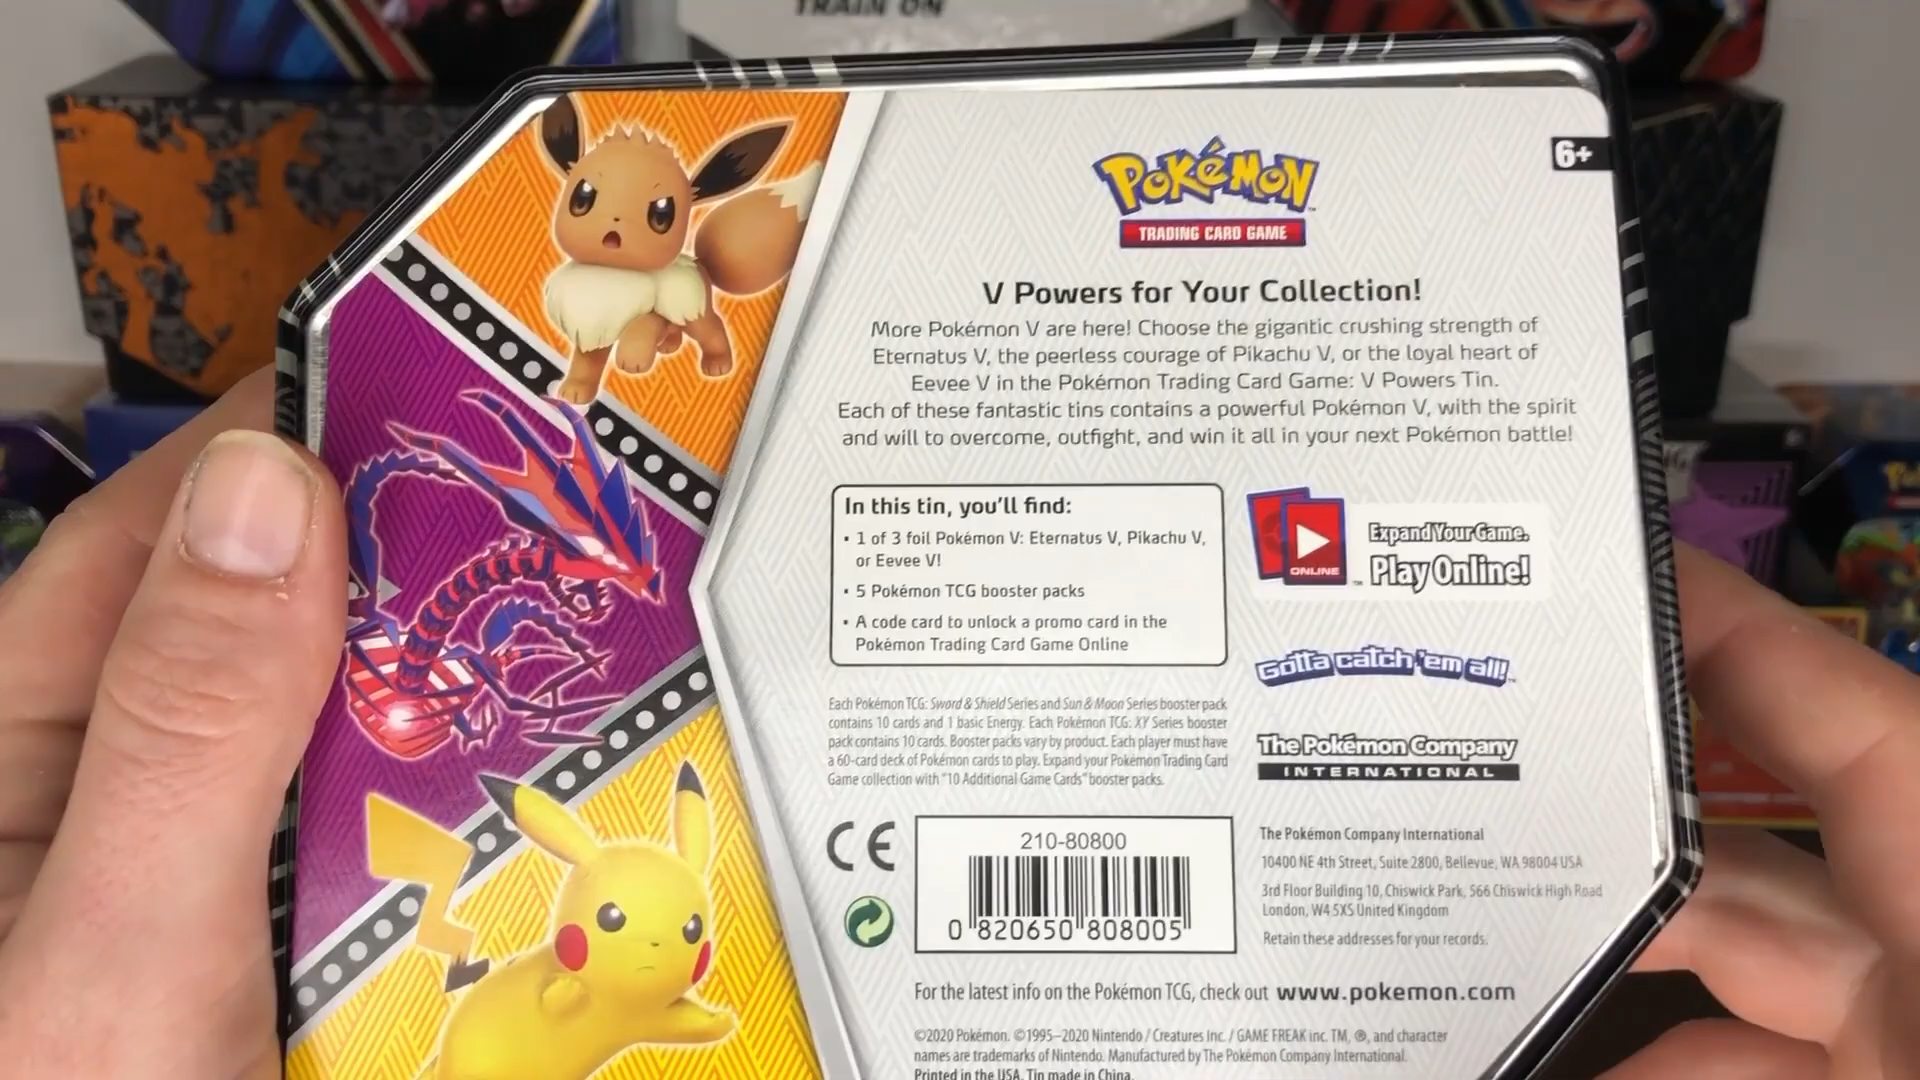 TRAIN ON
POKéMON
TRADING CARD GAME
6+
V Powers for Your Collection!
More Pokémon V are here! Choose the gigantic crushing strength of
Eternatus V, the peerless courage of Pikachu V, or the loyal heart of
Eevee V in the Pokémon Trading Card Game: V Powers Tin.
Each of these fantastic tins contains a powerful Pokémon V, with the spirit
and will to overcome, outfight, and win it all in your next Pokémon battle!
In this tin, you'll find:
• 1 of 3 foil Pokémon V: Eternatus V, Pikachu V,
or Eevee V!
• 5 Pokémon TCG booster packs
• A code card to unlock a promo card in the
Pokémon Trading Card Game Online
ONLINE
Expand Your Game.
Play Online!
Gotta catch 'em all!
Each Pokémon TCG: Sword & Shield Series and Sun & Moon Series booster pack
contains 10 cards and 1 basic Energy. Each Pokémon TCG: XY Series booster
pack contains 10 cards. Booster packs vary by product. Each player must have
a 60-card deck of Pokémon cards to play. Expand your Pokémon Trading Card
Game collection with "10 Additional Game Cards" booster packs.
The Pokémon Company
INTERNATIONAL
CE
210-80800
0 820650 808005
The Pokémon Company International
10400 NE 4th Street, Suite 2800, Bellevue, WA 98004 USA
3rd Floor Building 10, Chiswick Park, 566 Chiswick High Road
London, W4 5XS United Kingdom
Retain these addresses for your records.
For the latest info on the Pokémon TCG, check out www.pokemon.com
©2020 Pokémon. ©1995–2020 Nintendo / Creatures Inc. / GAME FREAK inc. TM, ®, and character
names are trademarks of Nintendo. Manufactured by The Pokémon Company International.
Printed in the USA. Tin made in China.